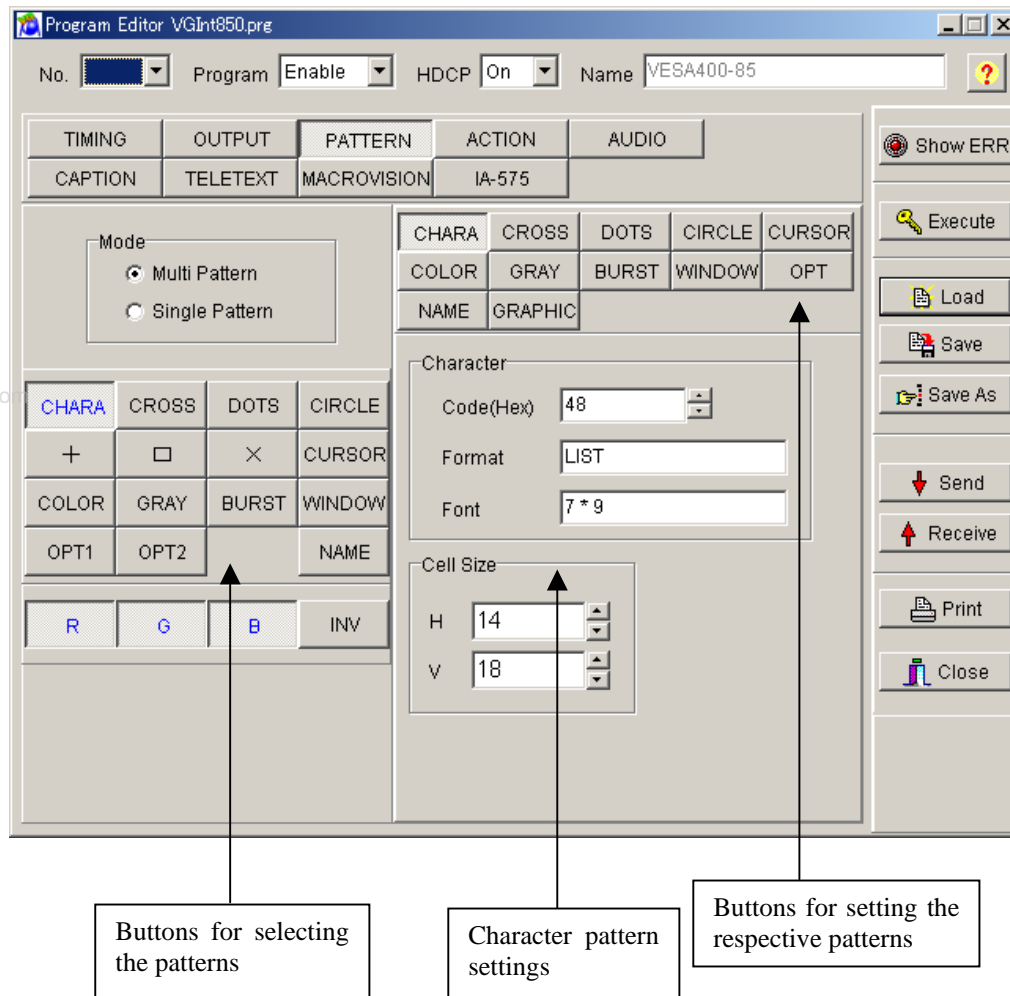 Program Editor VGInt850.prg
No. Program Enable HDCP On Name VESA400-85
TIMING OUTPUT PATTERN ACTION AUDIO
CAPTION TELETEXT MACROVISION IA-575
Mode
Multi Pattern
Single Pattern
CHARA CROSS DOTS CIRCLE
+ □ × CURSOR
COLOR GRAY BURST WINDOW
OPT1 OPT2 NAME
R G B INV
CHARA CROSS DOTS CIRCLE CURSOR
COLOR GRAY BURST WINDOW OPT
NAME GRAPHIC
Character
Code(Hex) 48
Format LIST
Font 7 * 9
Cell Size
H 14
V 18
Show ERR
Execute
Load
Save
Save As
Send
Receive
Print
Close
Buttons for selecting
the patterns
Character pattern
settings
Buttons for setting the
respective patterns